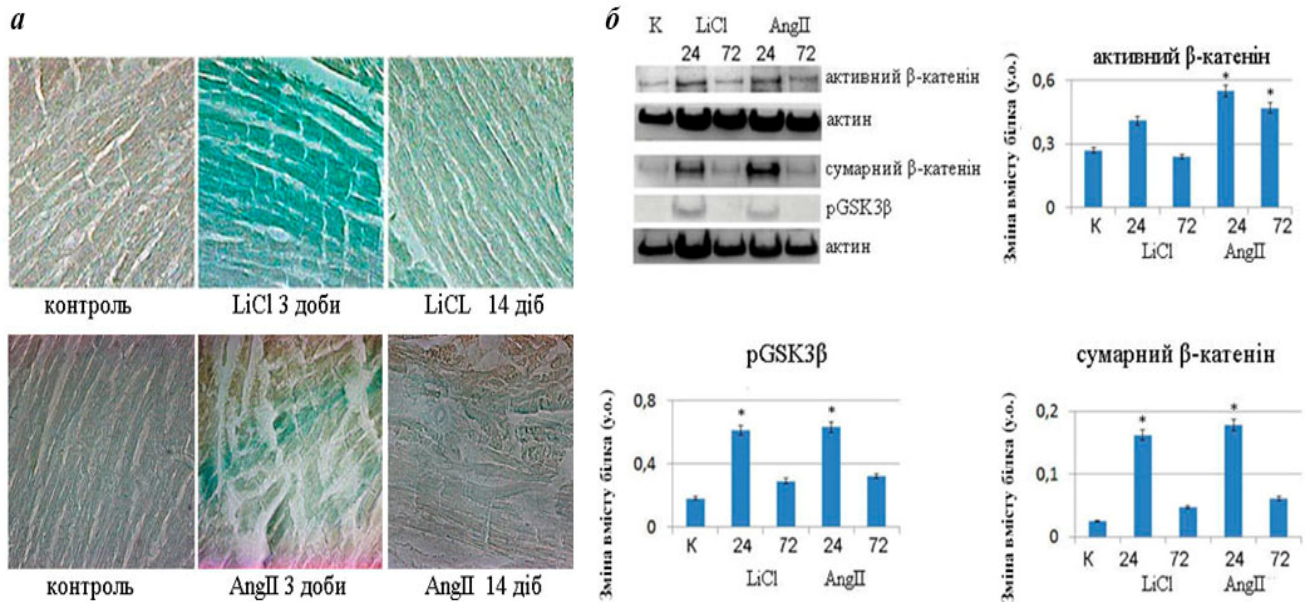 а
контроль LiCl 3 доби LiCL 14 діб
контроль AngII 3 доби AngII 14 діб
б
К LiCl AngII
24 72 24 72
активний β-катенін
актин
сумарний β-катенін
pGSK3β
актин
активний β-катенін
Зміна вмісту білка (у.о.)
0,6
0,3
0
* *
К 24 72 24 72
LiCl AngII
pGSK3β
Зміна вмісту білка (у.о.)
0,8
0,4
0
* *
К 24 72 24 72
LiCl AngII
сумарний β-катенін
Зміна вмісту білка (у.о.)
0,2
0,1
0
* *
К 24 72 24 72
LiCl AngII